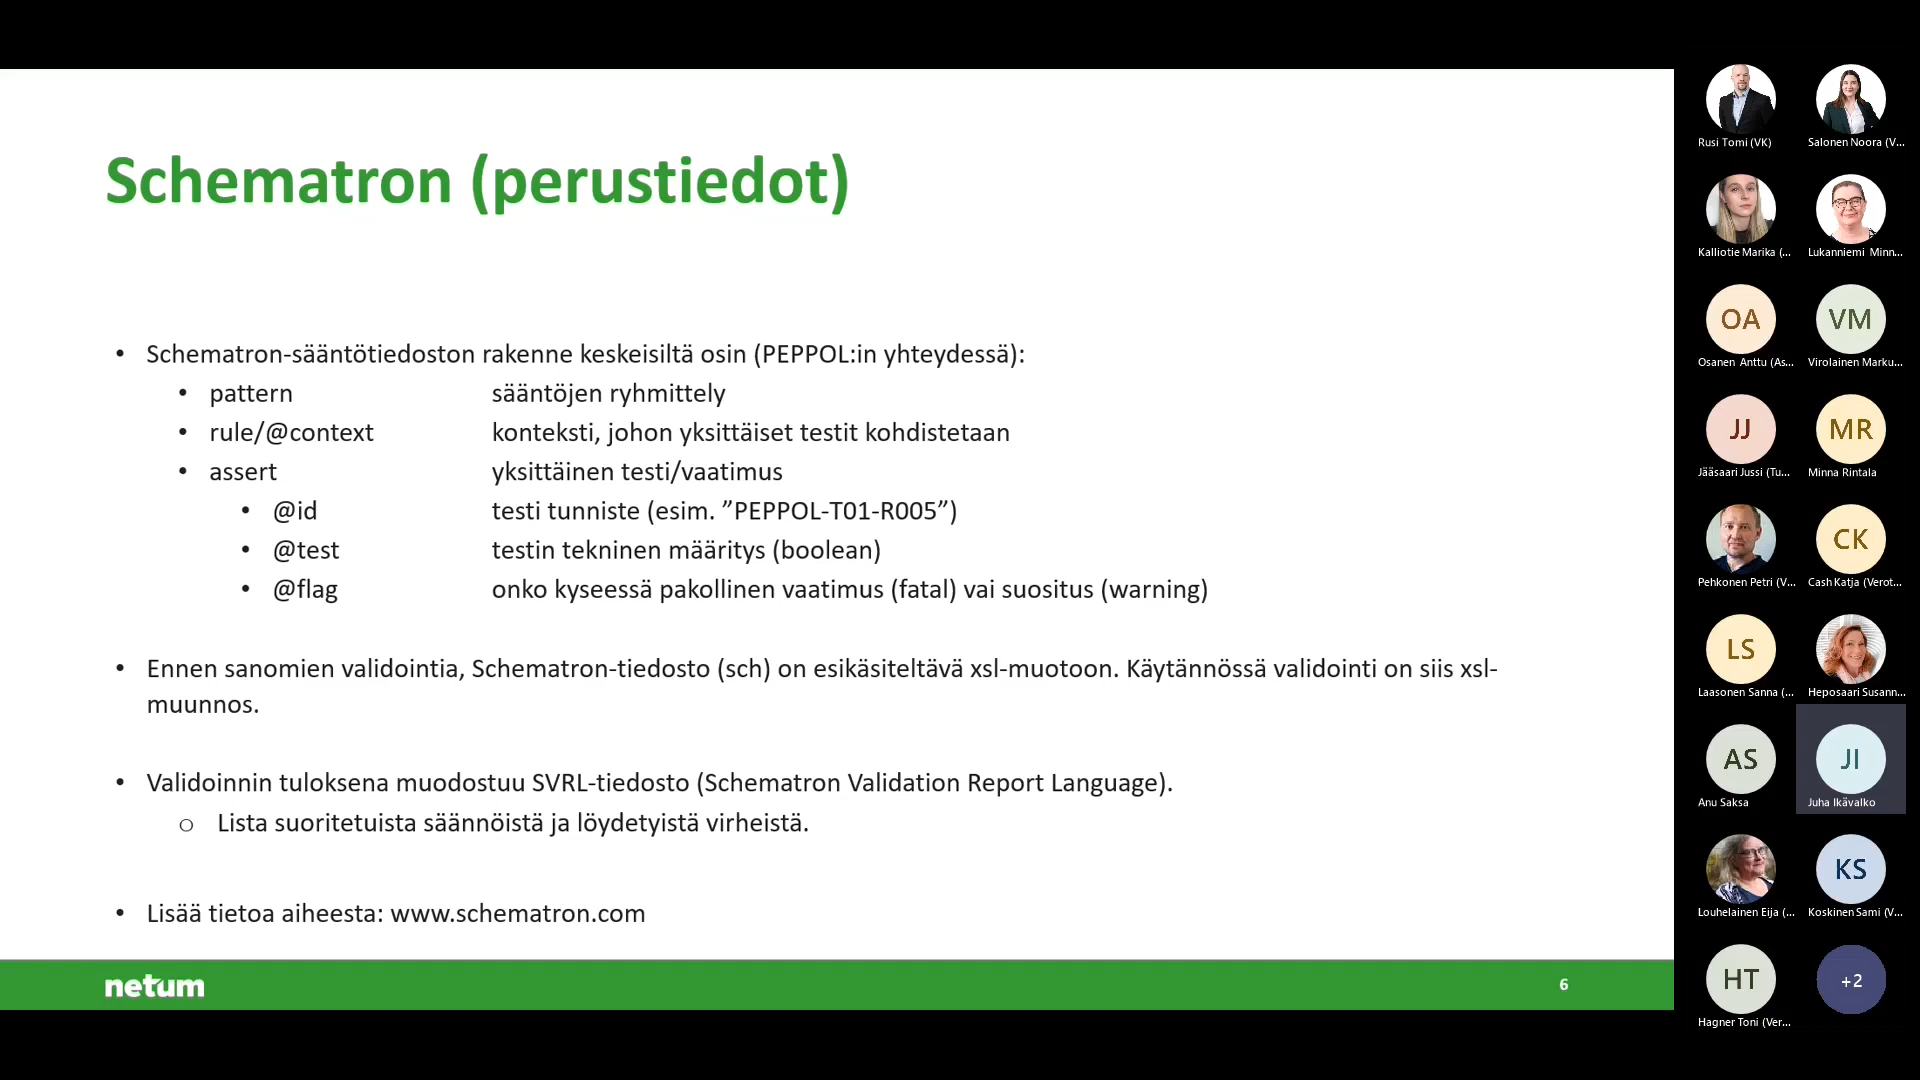 Schematron (perustiedot)
• Schematron-sääntötiedoston rakenne keskeisiltä osin (PEPPOL:in yhteydessä):
• pattern sääntöjen ryhmittely
• rule/@context konteksti, johon yksittäiset testit kohdistetaan
• assert yksittäinen testi/vaatimus
• @id testi tunniste (esim. ”PEPPOL-T01-R005”)
• @test testin tekninen määritys (boolean)
• @flag onko kyseessä pakollinen vaatimus (fatal) vai suositus (warning)
• Ennen sanomien validointia, Schematron-tiedosto (sch) on esikäsiteltävä xsl-muotoon. Käytännössä validointi on siis xsl-
muunnos.
• Validoinnin tuloksena muodostuu SVRL-tiedosto (Schematron Validation Report Language).
o Lista suoritetuista säännöistä ja löydetyistä virheistä.
• Lisää tietoa aiheesta: www.schematron.com
netum
6
Rusi Tomi (VK)
Salonen Noora (V...
Kalliotie Marika (...
Lukanniemi Minn...
OA
VM
Osanen Anttu (As...
Virolainen Marku...
JJ
MR
Jääsaari Jussi (Tu...
Minna Rintala
CK
Pehkonen Petri (V...
Cash Katja (Verot...
LS
Laasonen Sanna (...
Heposaari Susann...
AS
JI
Anu Saksa
Juha Ikävalko
KS
Louhelainen Eija (...
Koskinen Sami (V...
HT
+2
Hagner Toni (Ver...